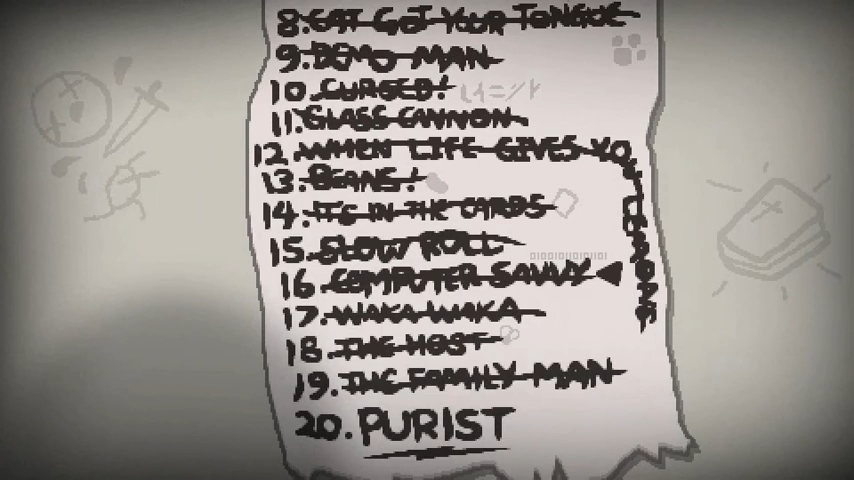 8. CAT GOT YOUR TONGUE
9. DEMO MAN
10. CURSED!
11. GLASS CANNON
12. WHEN LIFE GIVES YOU LEMONS
13. BEANS!
14. IT'S IN THE CARDS
15. SLOW ROLL
16. COMPUTER SAVVY
17. WAKA WAKA
18. THE HOST
19. THE FAMILY MAN
20. PURIST